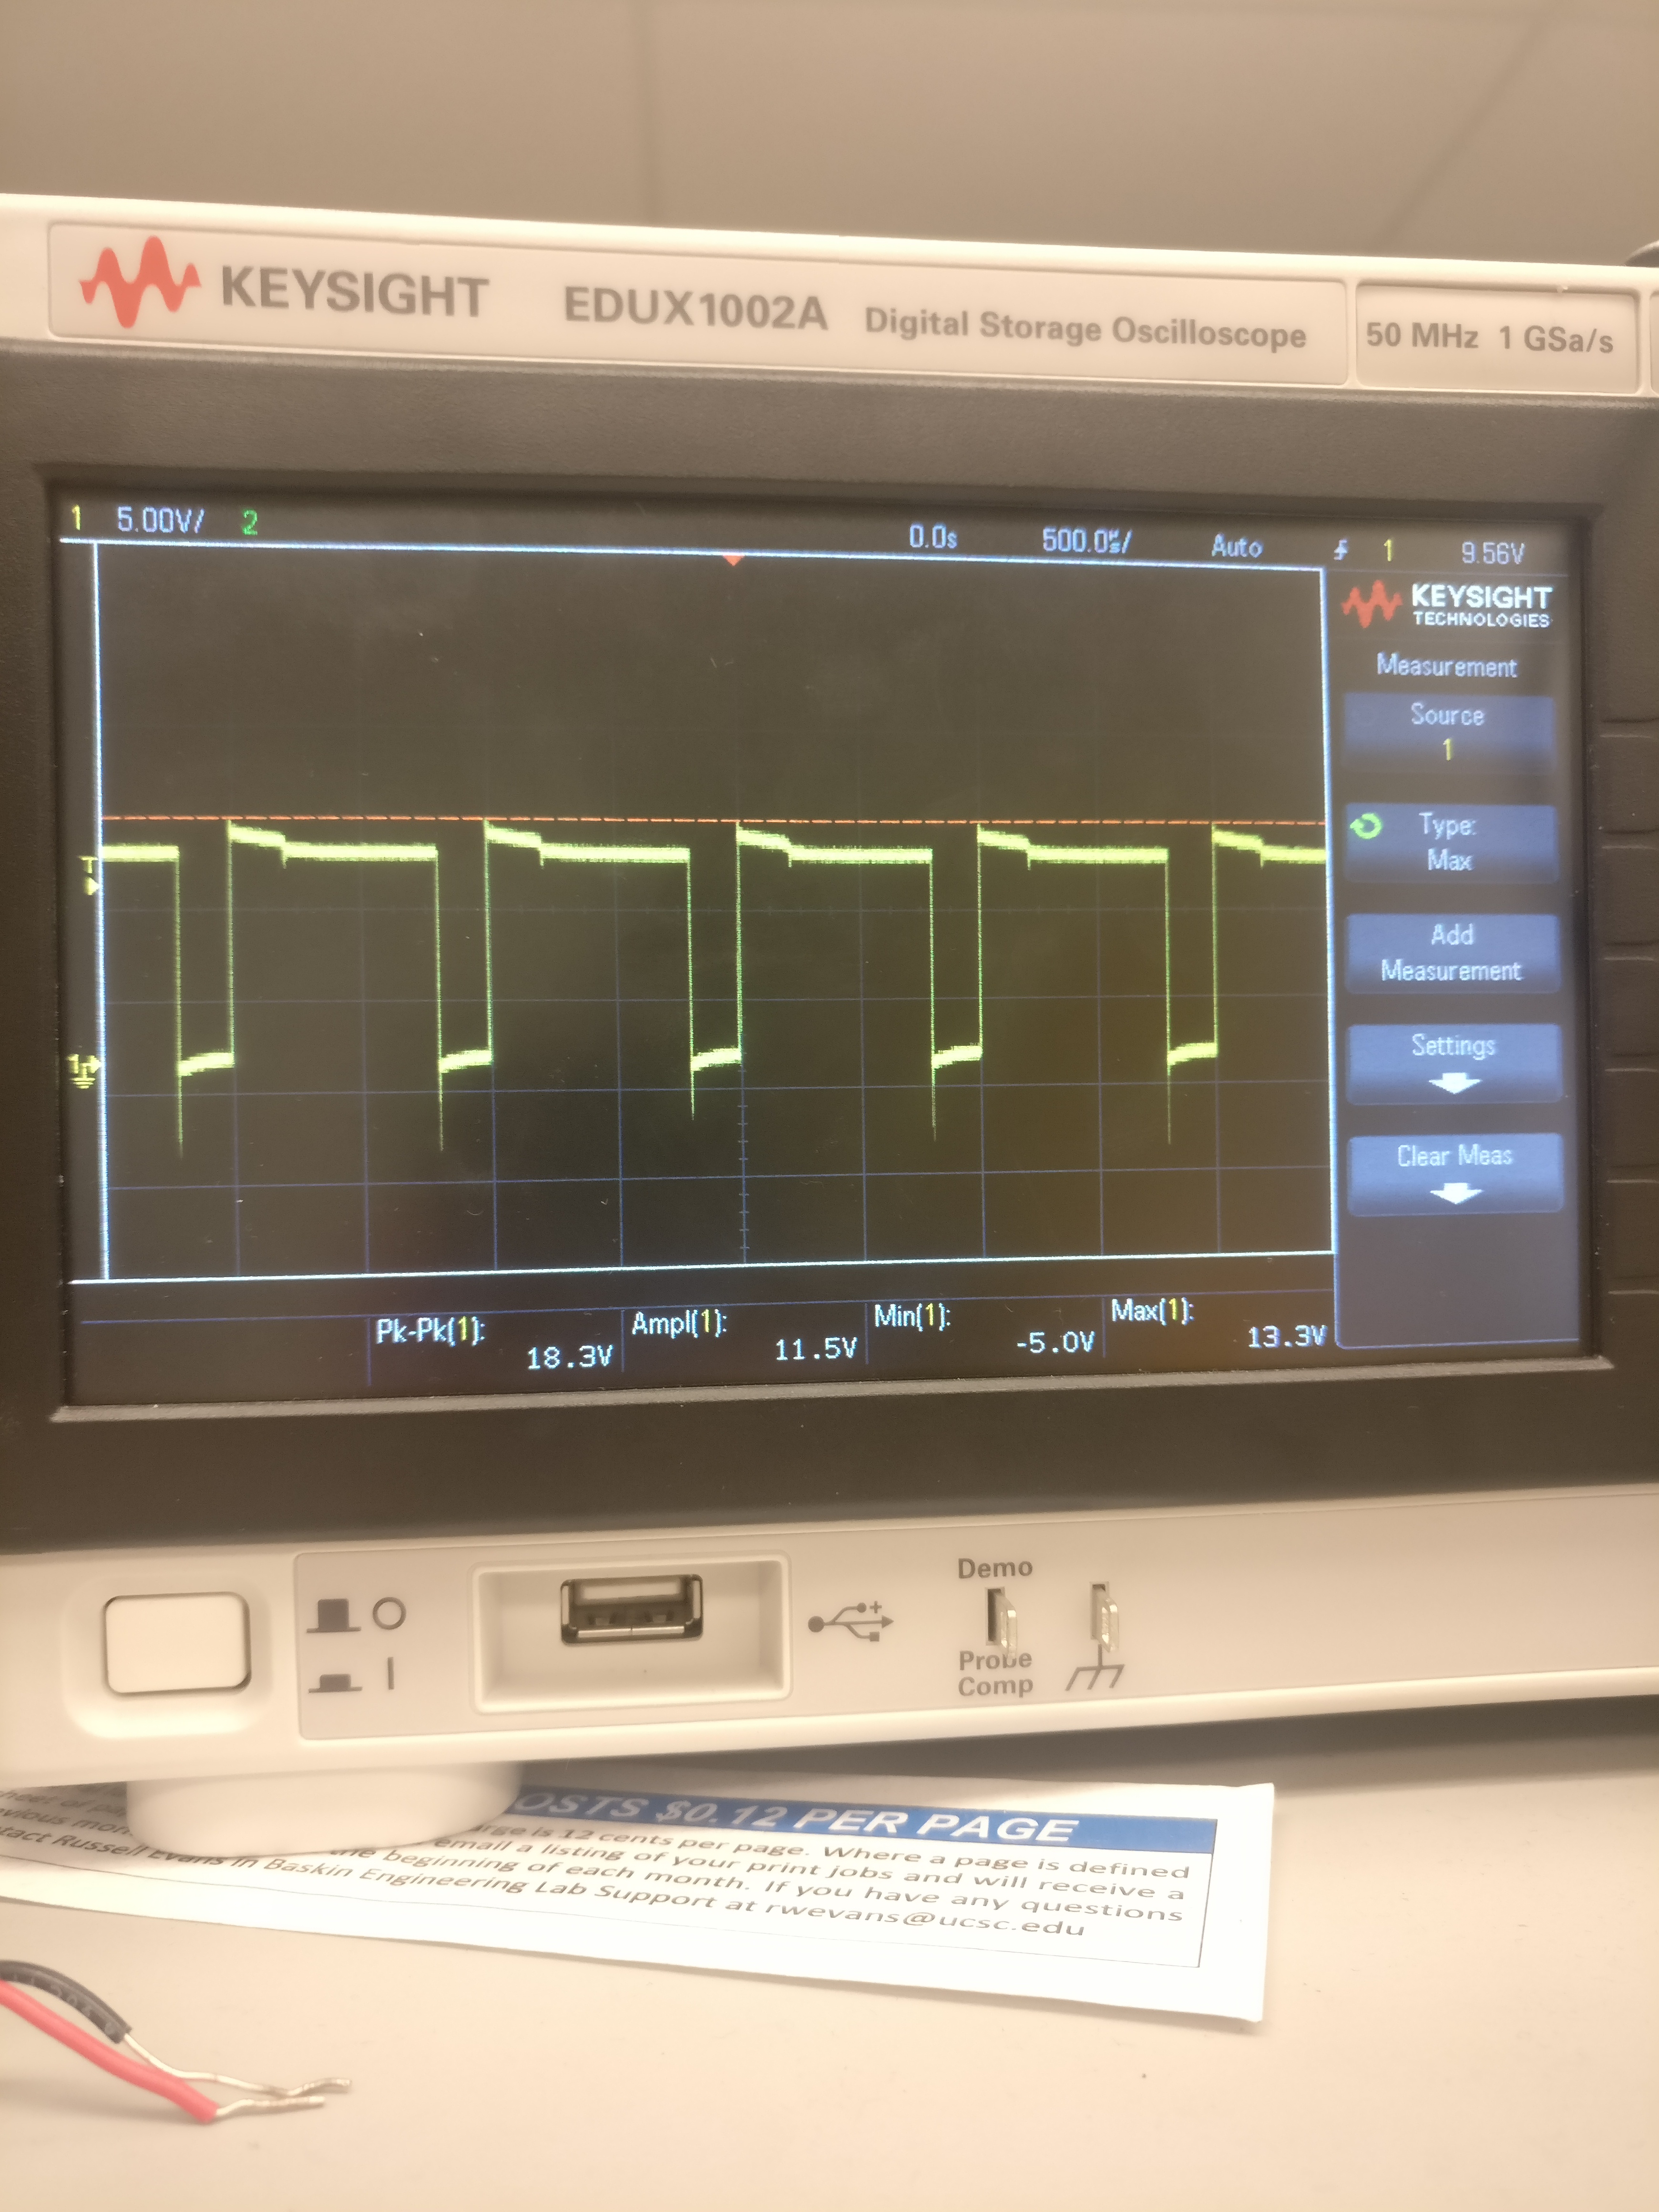 KEYSIGHT EDUX1002A Digital Storage Oscilloscope 50 MHz 1 GSa/s
1 5.00V/ 2 0.0s 500.0us/ Auto 1 9.56V
KEYSIGHT
TECHNOLOGIES
Measurement
Source
1
Type:
Max
Add
Measurement
Settings
Clear Meas
T
1
Pk-Pk(1):
18.3V
Ampl(1):
11.5V
Min(1):
-5.0V
Max(1):
13.3V
Demo
Probe
Comp
OSTS $0.12 PER PAGE
is 12 cents per page. Where a page is defined
email a listing of your print jobs and will receive a
beginning of each month. If you have any questions
Russell Evans in Baskin Engineering Lab Support at rwevans@ucsc.edu